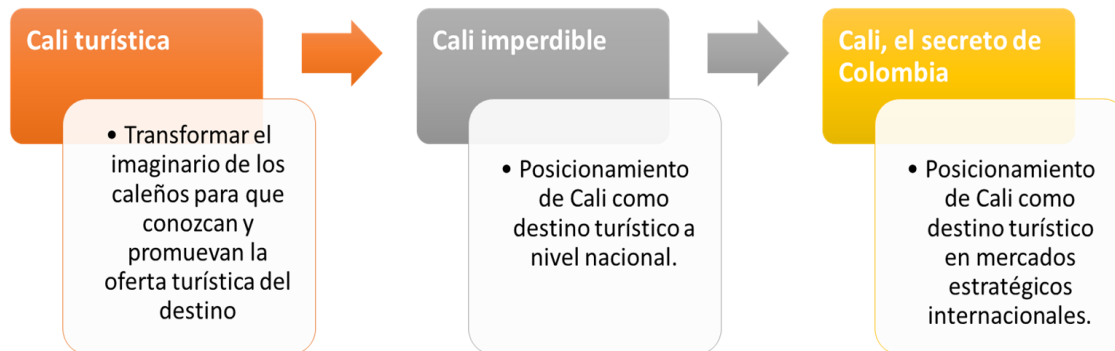 Cali turística
• Transformar el
imaginario de los
caleños para que
conozcan y
promuevan la
oferta turística del
destino
Cali imperdible
• Posicionamiento
de Cali como
destino turístico a
nivel nacional.
Cali, el secreto de
Colombia
• Posicionamiento
de Cali como
destino turístico
en mercados
estratégicos
internacionales.